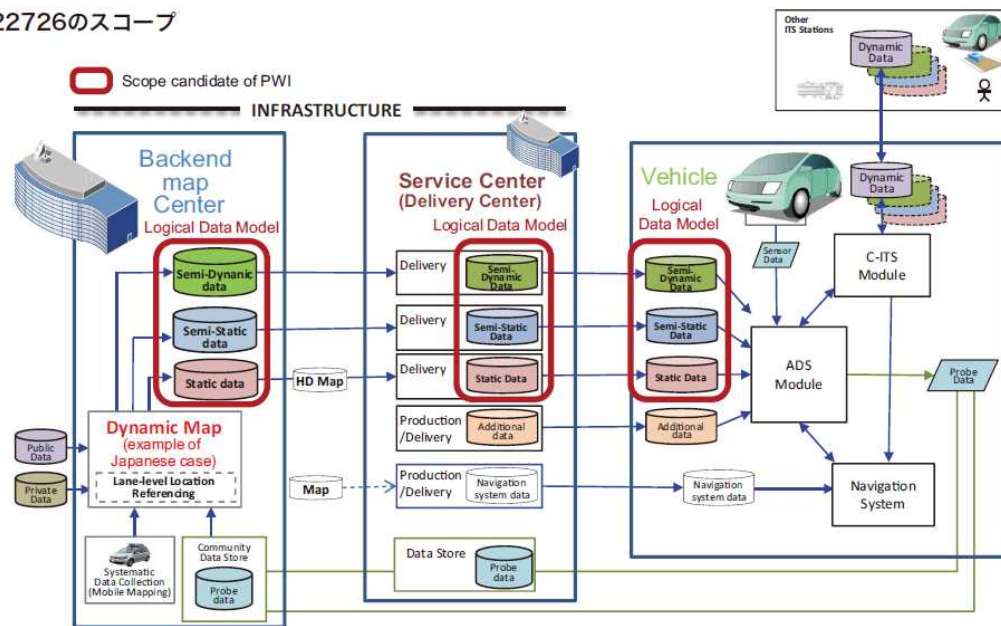 22726のスコープ
Scope candidate of PWI
INFRASTRUCTURE
Other
ITS Stations
Dynamic
Data
Backend
map
Center
Logical Data Model
Semi-Dynamic
data
Semi-Static
data
Static data
HD Map
Dynamic Map
(example of
Japanese case)
Lane-level Location
Referencing
Public
Data
Private
Data
Map
Systematic
Data Collection
(Mobile Mapping)
Community
Data Store
Probe
data
Service Center
(Delivery Center)
Logical Data Model
Delivery
Semi-
Dynamic
Data
Delivery
Semi-Static
Data
Delivery
Static Data
Production
/Delivery
Additional
data
Production
/Delivery
Navigation
system data
Data Store
Probe
data
Vehicle
Logical
Data Model
Semi-Dynamic
Data
Semi-Static
Data
Static Data
Additional
data
Navigation
system data
Sensor
Data
Dynamic
Data
C-ITS
Module
ADS
Module
Navigation
System
Probe
Data